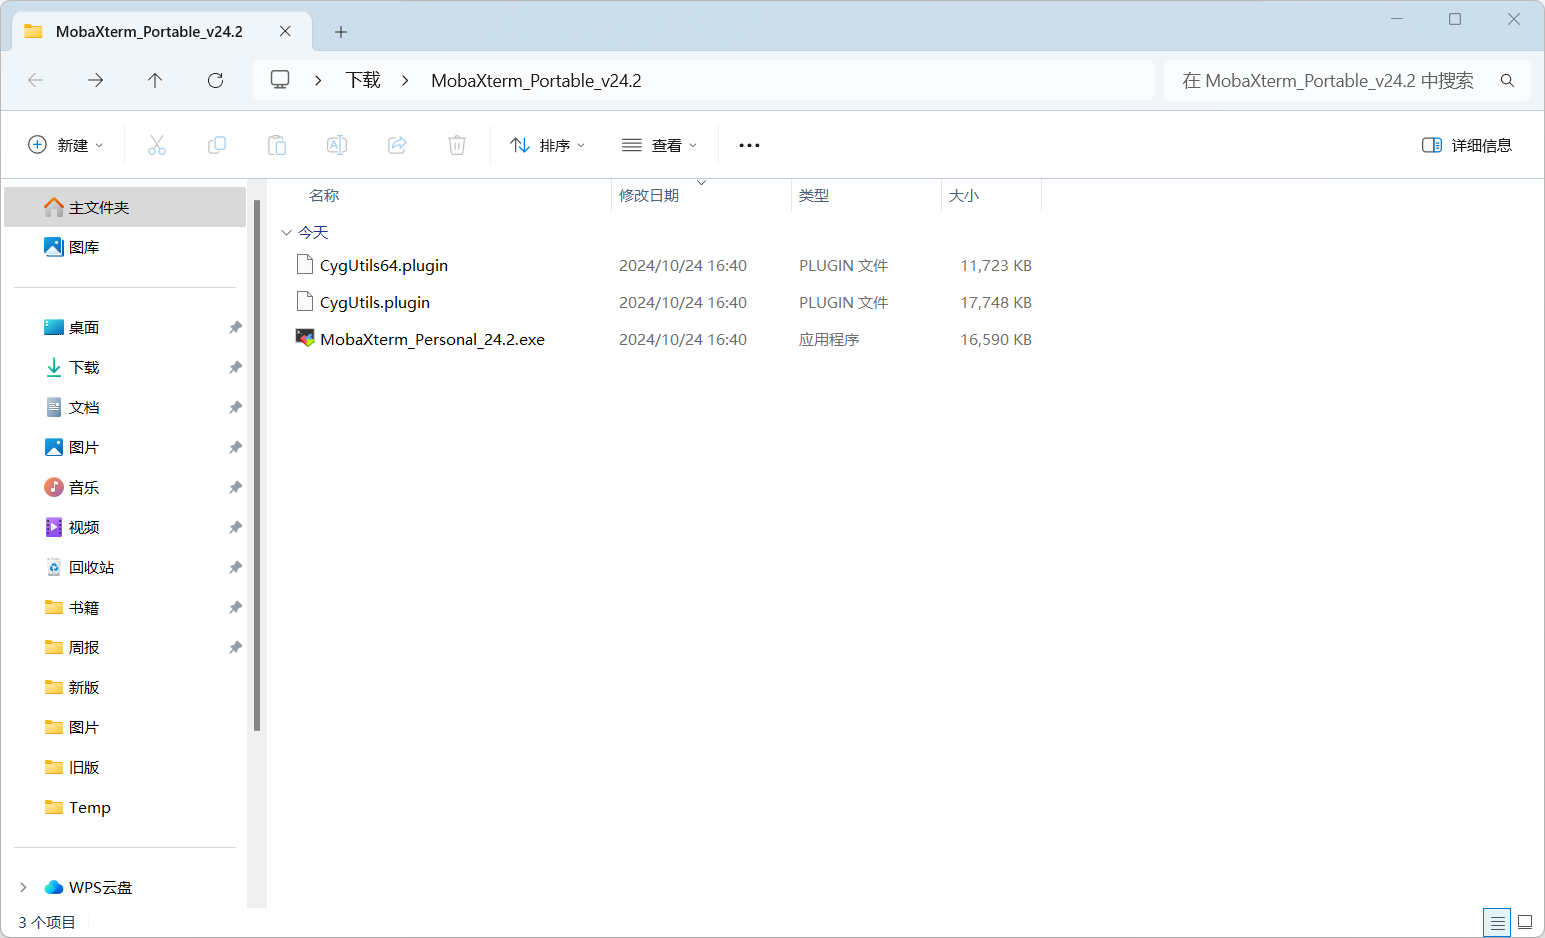 MobaXterm_Portable_v24.2
下载
MobaXterm_Portable_v24.2
在 MobaXterm_Portable_v24.2 中搜索
新建
排序
查看
详细信息
主文件夹
图库
桌面
下载
文档
图片
音乐
视频
回收站
书籍
周报
新版
图片
旧版
Temp
WPS云盘
名称 修改日期 类型 大小
今天
CygUtils64.plugin 2024/10/24 16:40 PLUGIN 文件 11,723 KB
CygUtils.plugin 2024/10/24 16:40 PLUGIN 文件 17,748 KB
MobaXterm_Personal_24.2.exe 2024/10/24 16:40 应用程序 16,590 KB
3 个项目